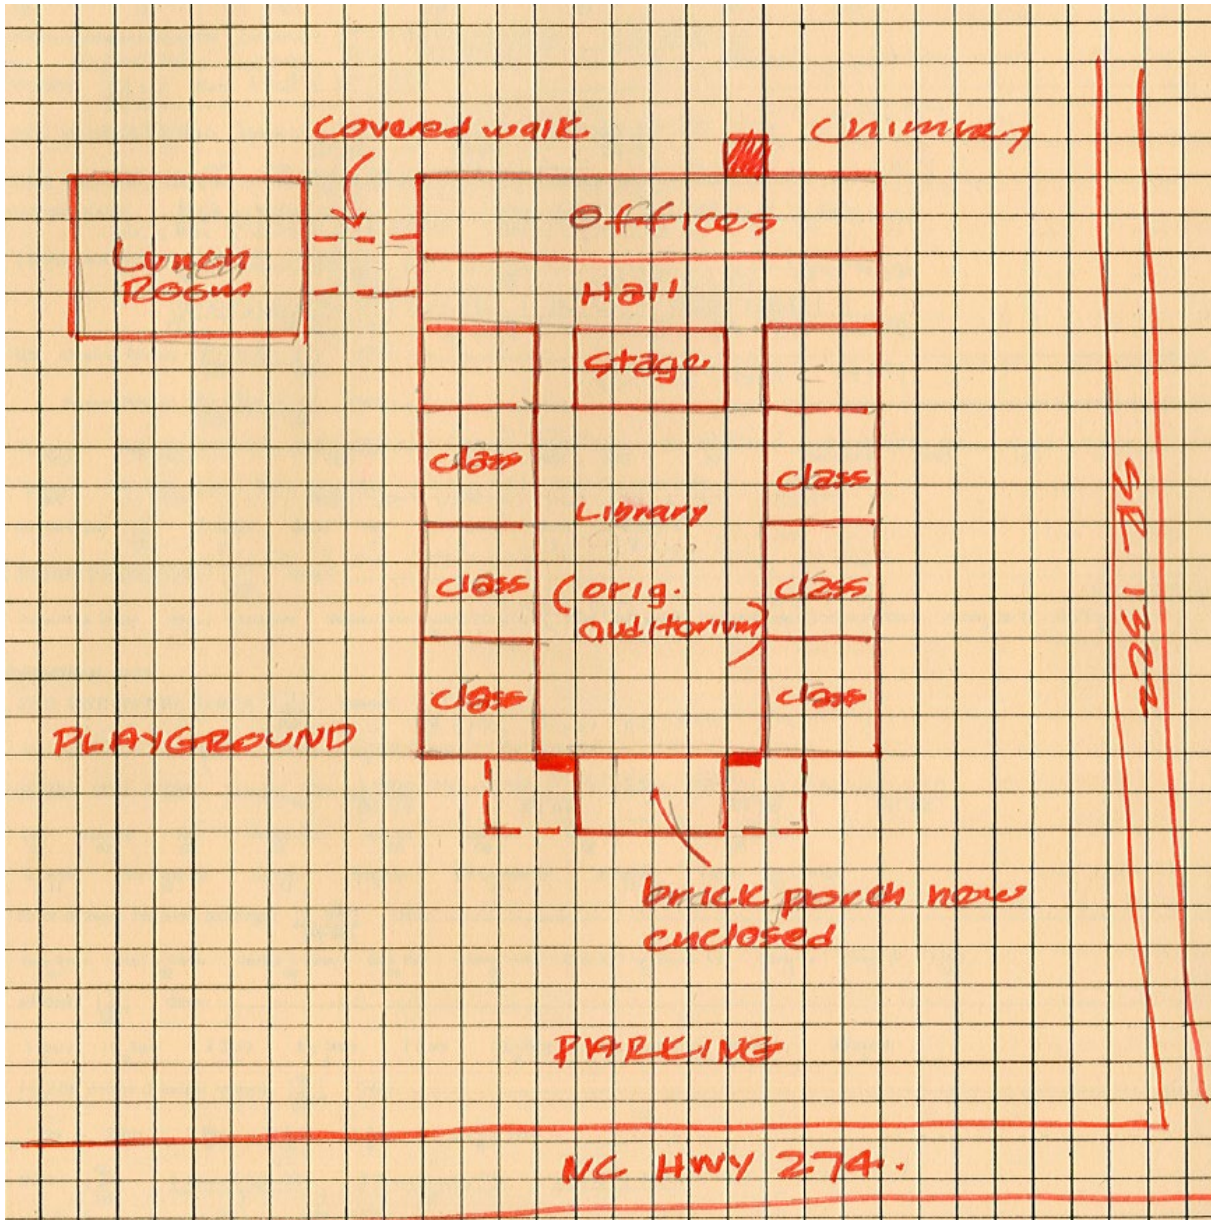 covered walk
chimney
offices
Lunch
Room
Hall
stage
class
class
Library
class
(orig.
class
auditorium)
class
class
PLAYGROUND
brick porch now
enclosed
PARKING
NC HWY 274.
SR 1322